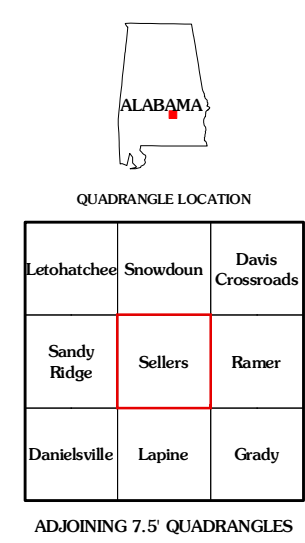 ALABAMA
QUADRANGLE LOCATION
Letohatchee Snowdoun Davis Crossroads
Sandy Ridge Sellers Ramer
Danielsville Lapine Grady
ADJOINING 7.5' QUADRANGLES